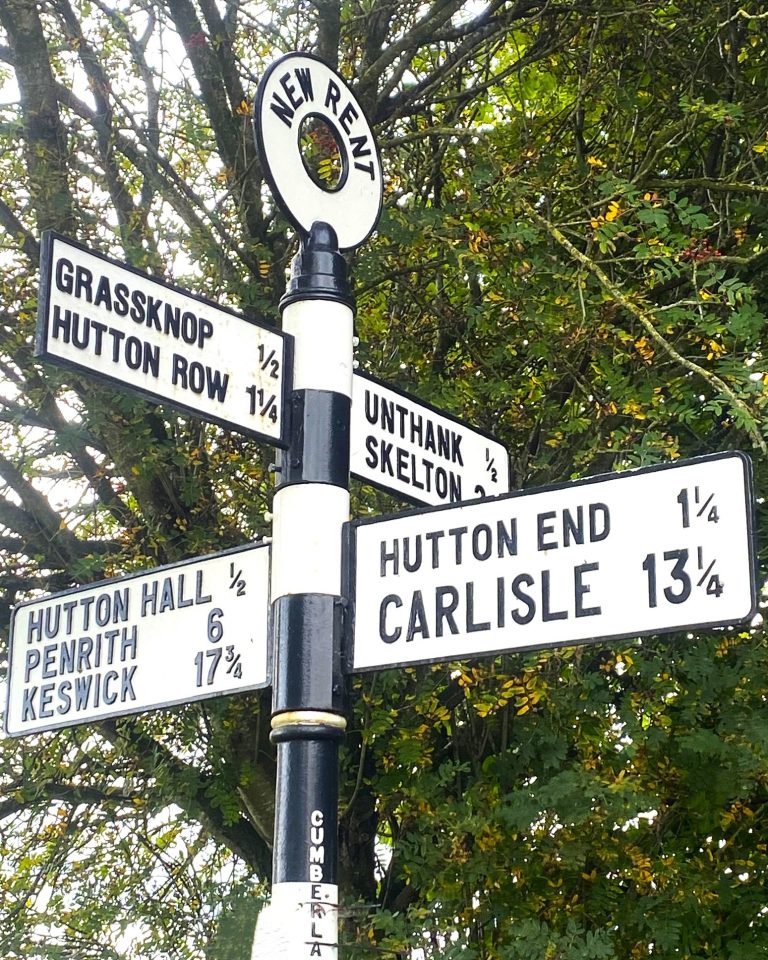 NEW RENT
GRASSKNOP ½
HUTTON ROW 1¼
UNTHANK ½
SKELTON
HUTTON END 1¼
CARLISLE 13¼
HUTTON HALL ½
PENRITH 6
KESWICK 17¾
CUMBERLA